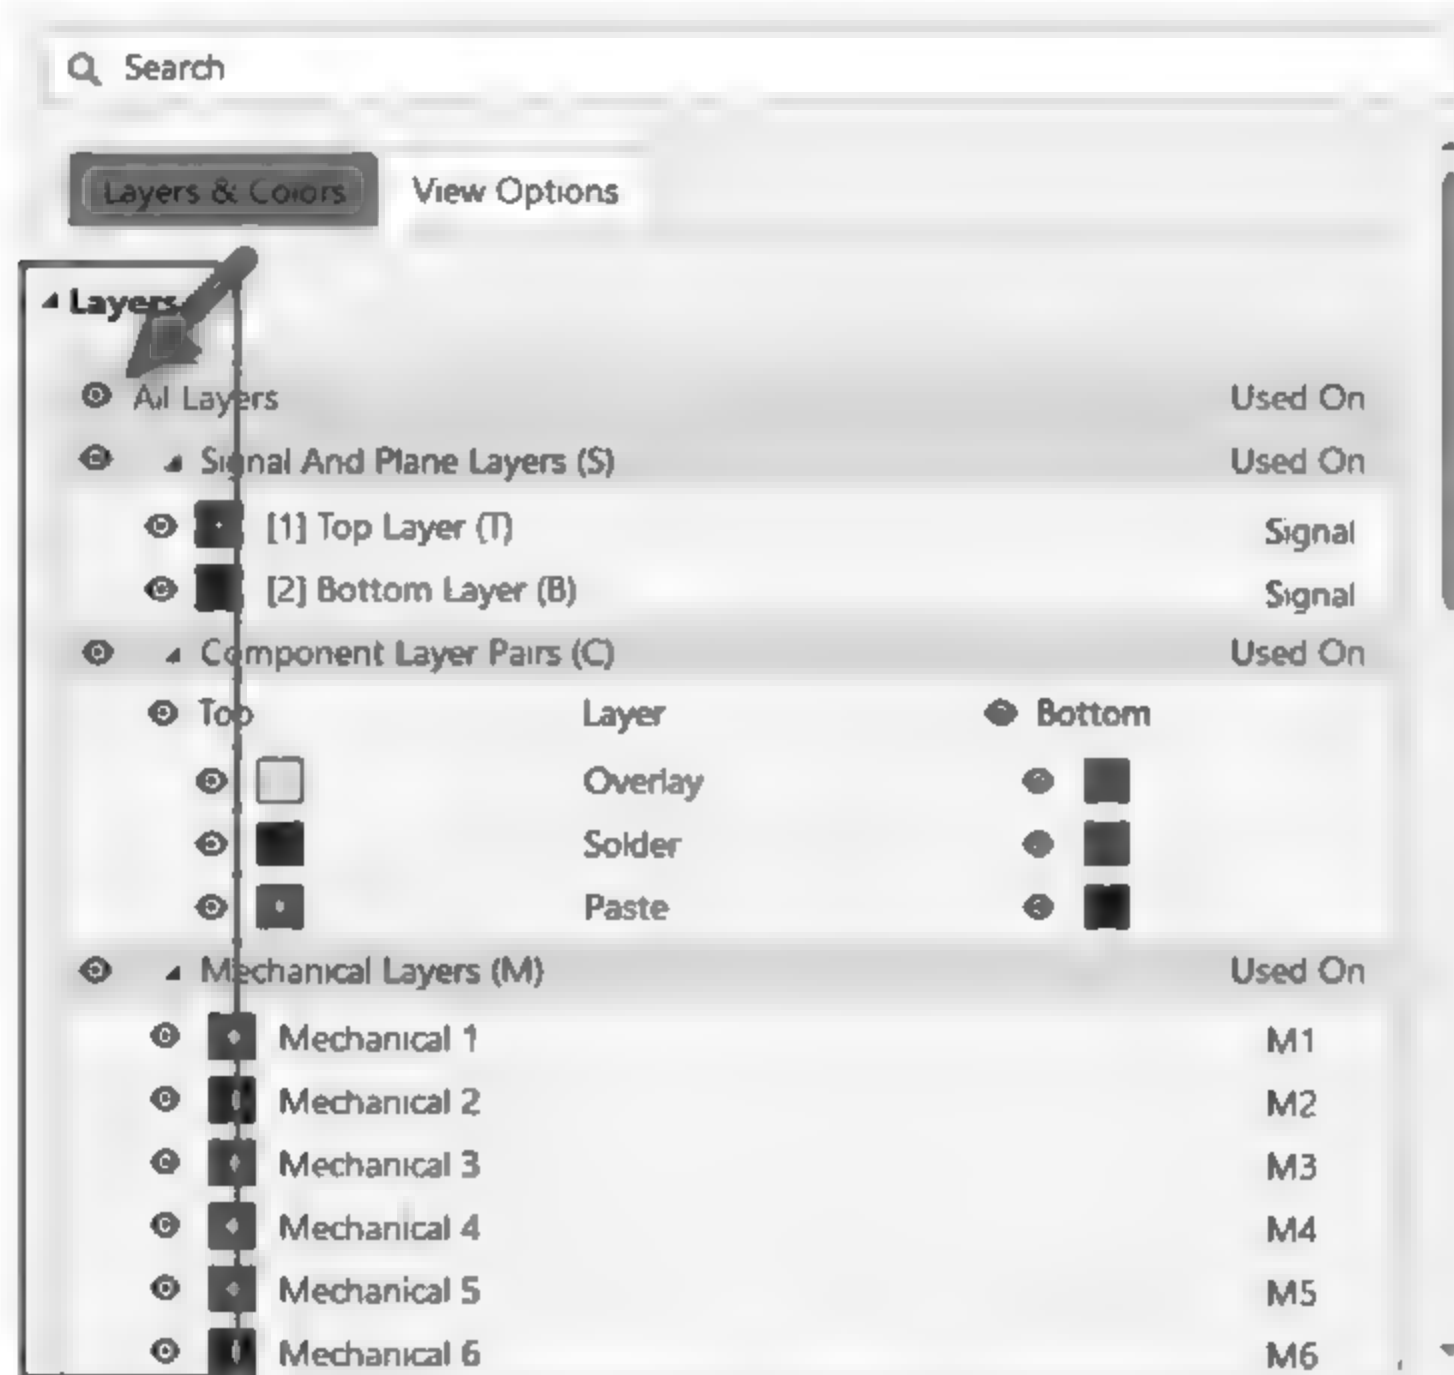 Search
Layers & Colors View Options
Layers
All Layers Used On
Signal And Plane Layers (S) Used On
[1] Top Layer (T) Signal
[2] Bottom Layer (B) Signal
Component Layer Pairs (C) Used On
Top Layer Bottom
Overlay
Solder
Paste
Mechanical Layers (M) Used On
Mechanical 1 M1
Mechanical 2 M2
Mechanical 3 M3
Mechanical 4 M4
Mechanical 5 M5
Mechanical 6 M6